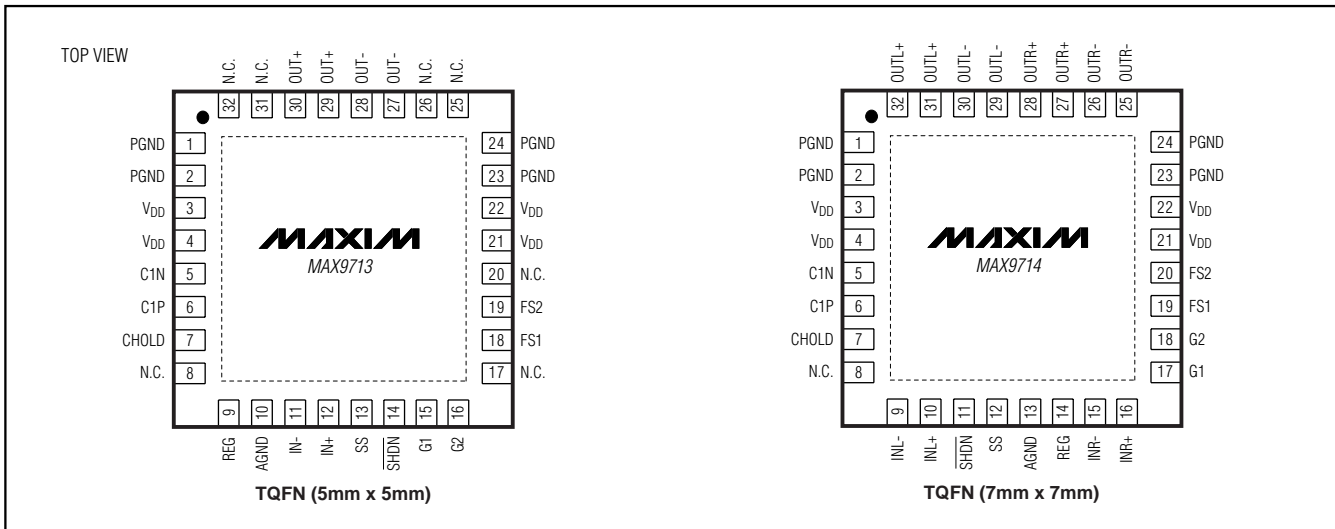 TOP VIEW
N.C. N.C. OUT+ OUT+ OUT- OUT- N.C. N.C.
32 31 30 29 28 27 26 25
PGND 1 24 PGND
PGND 2 23 PGND
VDD 3 22 VDD
VDD 4 21 VDD
C1N 5 20 N.C.
C1P 6 19 FS2
CHOLD 7 18 FS1
N.C. 8 17 N.C.
MAXIM
MAX9713
9 10 11 12 13 14 15 16
REG AGND IN- IN+ SS SHDN G1 G2
TQFN (5mm x 5mm)
OUTL+ OUTL+ OUTL- OUTL- OUTR+ OUTR+ OUTR- OUTR-
32 31 30 29 28 27 26 25
PGND 1 24 PGND
PGND 2 23 PGND
VDD 3 22 VDD
VDD 4 21 VDD
C1N 5 20 FS2
C1P 6 19 FS1
CHOLD 7 18 G2
N.C. 8 17 G1
MAXIM
MAX9714
9 10 11 12 13 14 15 16
INL- INL+ SHDN SS AGND REG INR- INR+
TQFN (7mm x 7mm)